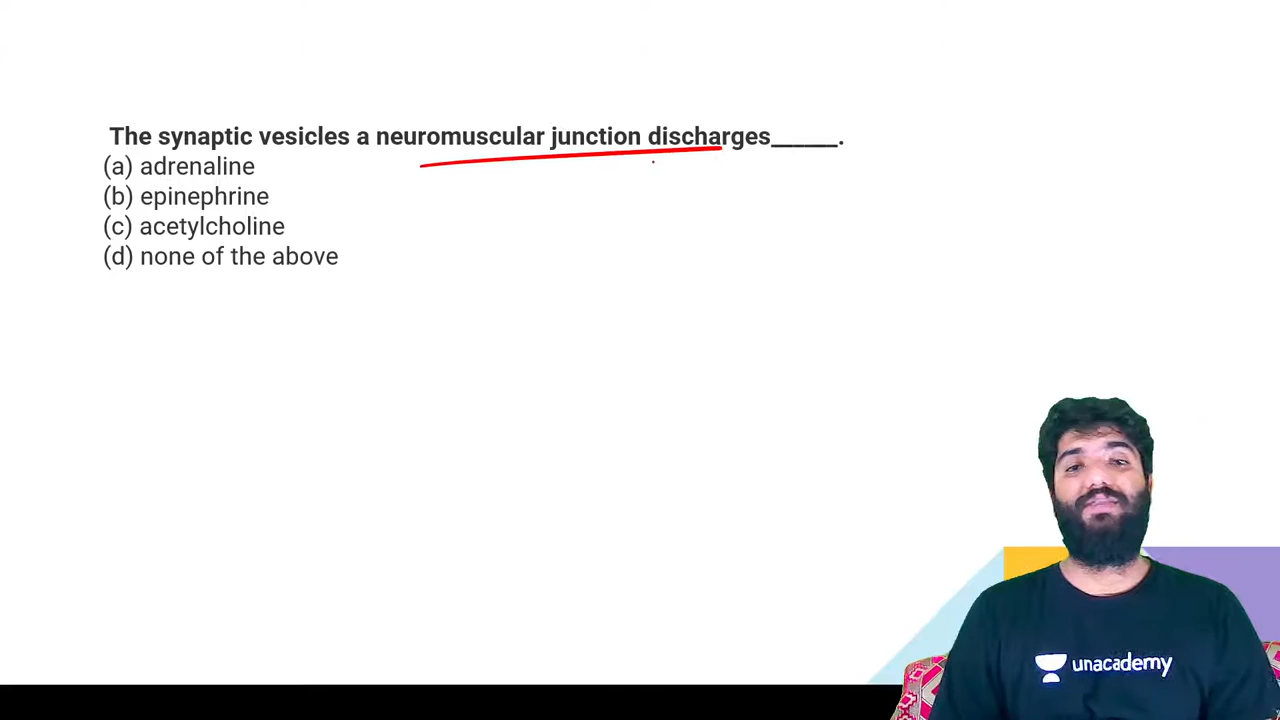 The synaptic vesicles a neuromuscular junction discharges______.
(a) adrenaline
(b) epinephrine
(c) acetylcholine
(d) none of the above
unacademy